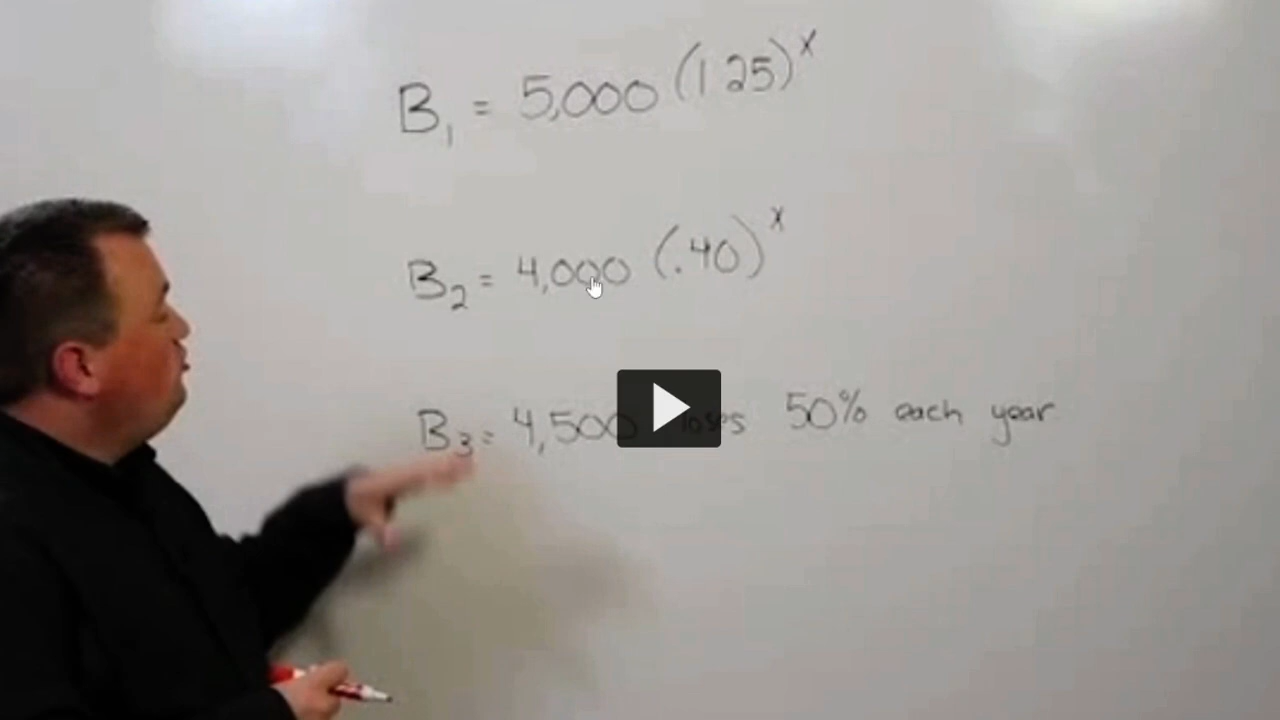 B₁ = 5,000 (1 25)ˣ
B₂ = 4,000 (.40)ˣ
B₃ = 4,500 loses 50% each year